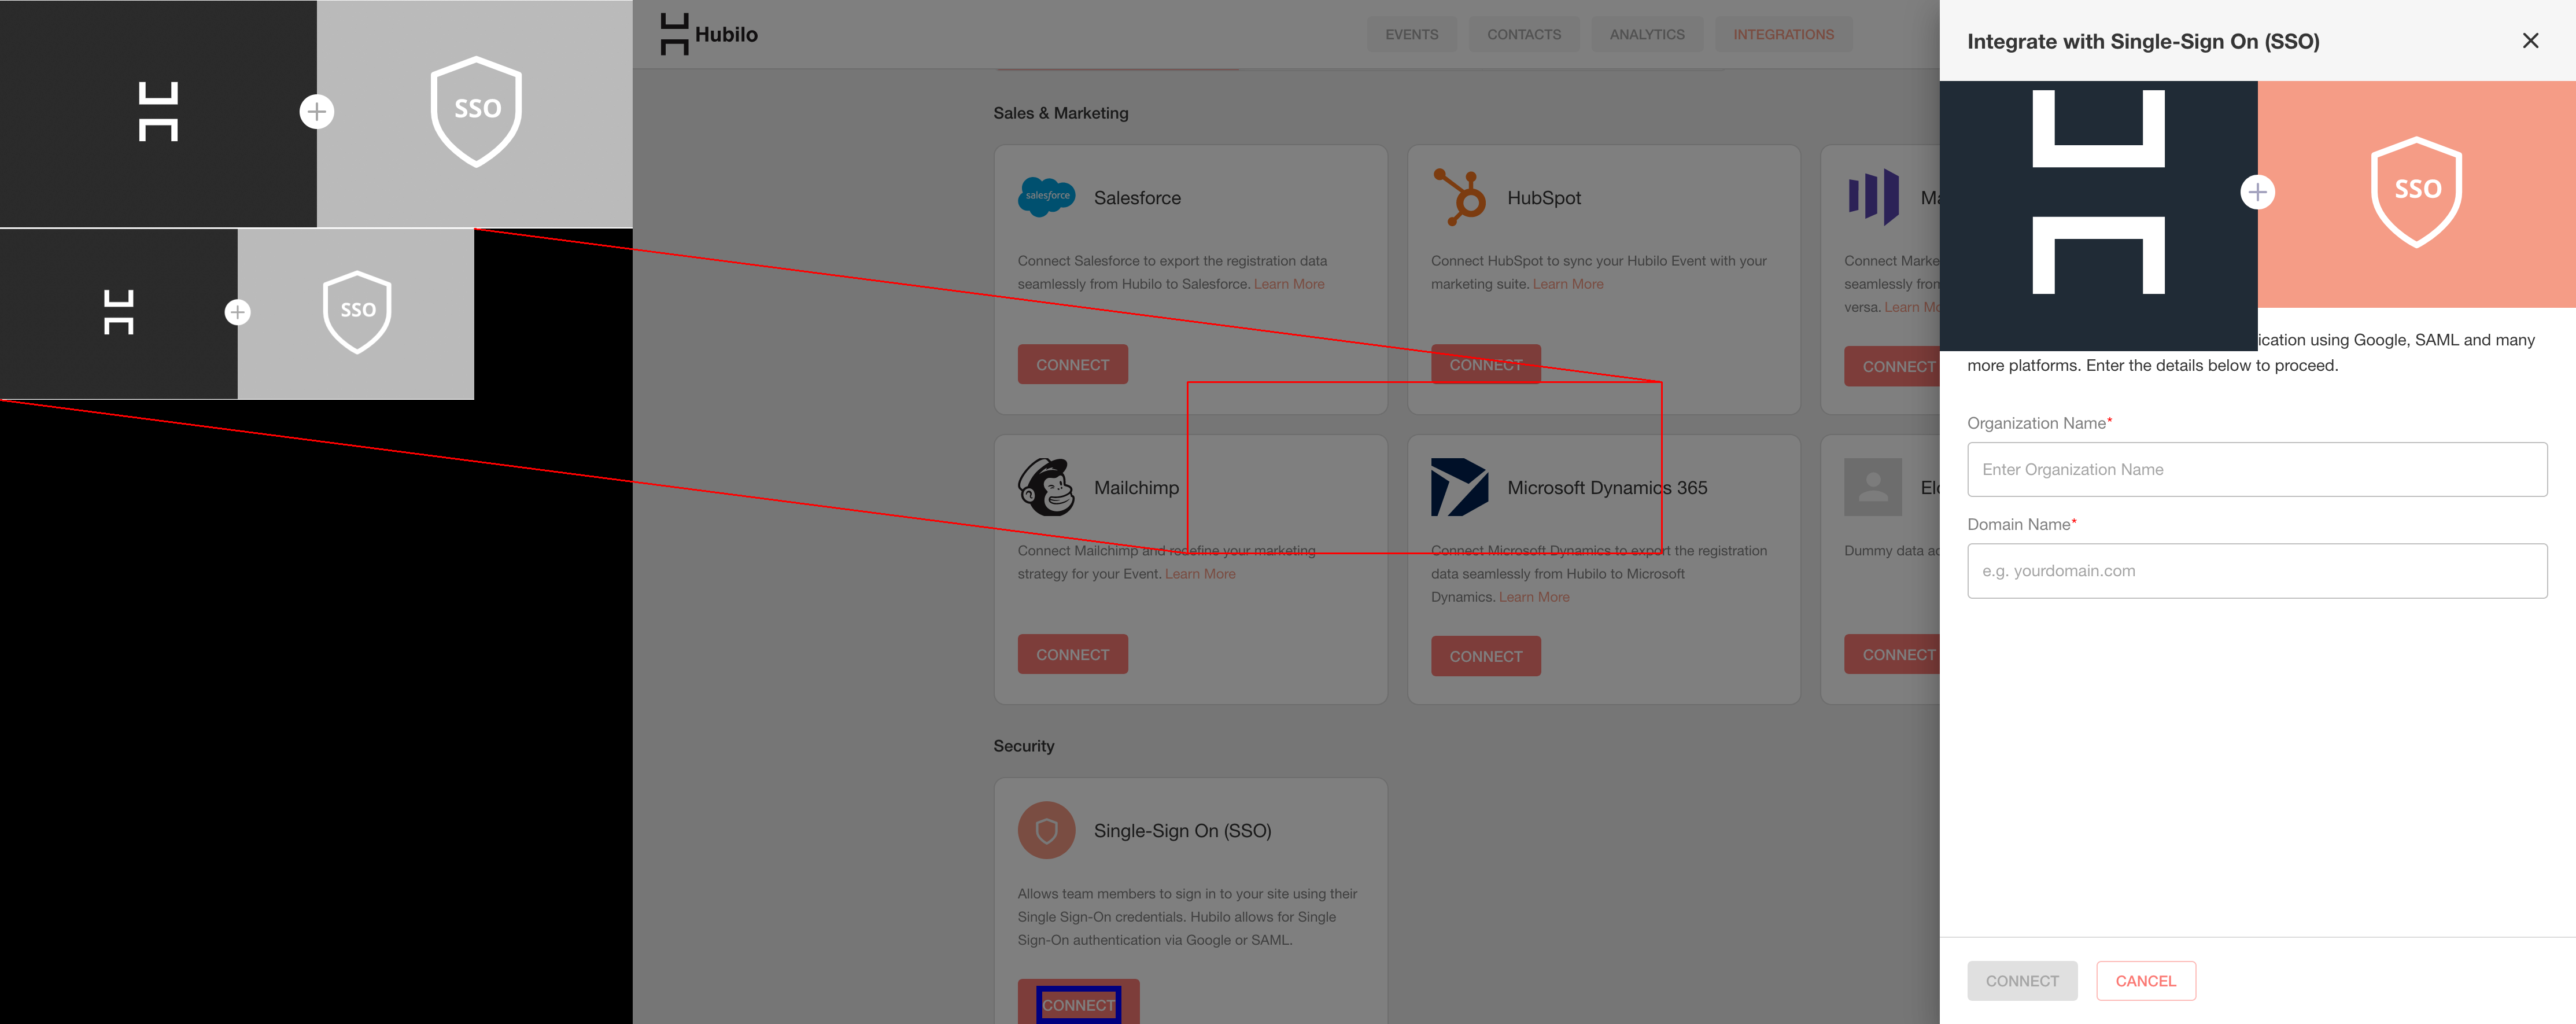 SSO
SSO
Hubilo
EVENTS
CONTACTS
ANALYTICS
INTEGRATIONS
Sales & Marketing
salesforce
Salesforce
Connect Salesforce to export the registration data
seamlessly from Hubilo to Salesforce. Learn More
CONNECT
HubSpot
Connect HubSpot to sync your Hubilo Event with your
marketing suite. Learn More
CONNECT
Connect
seamlessly
versa. Learn
CONNECT
Mailchimp
Connect Mailchimp and redefine your marketing
strategy for your Event. Learn More
CONNECT
Microsoft Dynamics 365
Connect Microsoft Dynamics to export the registration
data seamlessly from Hubilo to Microsoft
Dynamics. Learn More
CONNECT
Dummy data
CONNECT
Security
Single-Sign On (SSO)
Allows team members to sign in to your site using their
Single Sign-On credentials. Hubilo allows for Single
Sign-On authentication via Google or SAML.
CONNECT
Integrate with Single-Sign On (SSO)
SSO
ication using Google, SAML and many
more platforms. Enter the details below to proceed.
Organization Name*
Enter Organization Name
Domain Name*
e.g. yourdomain.com
CONNECT
CANCEL